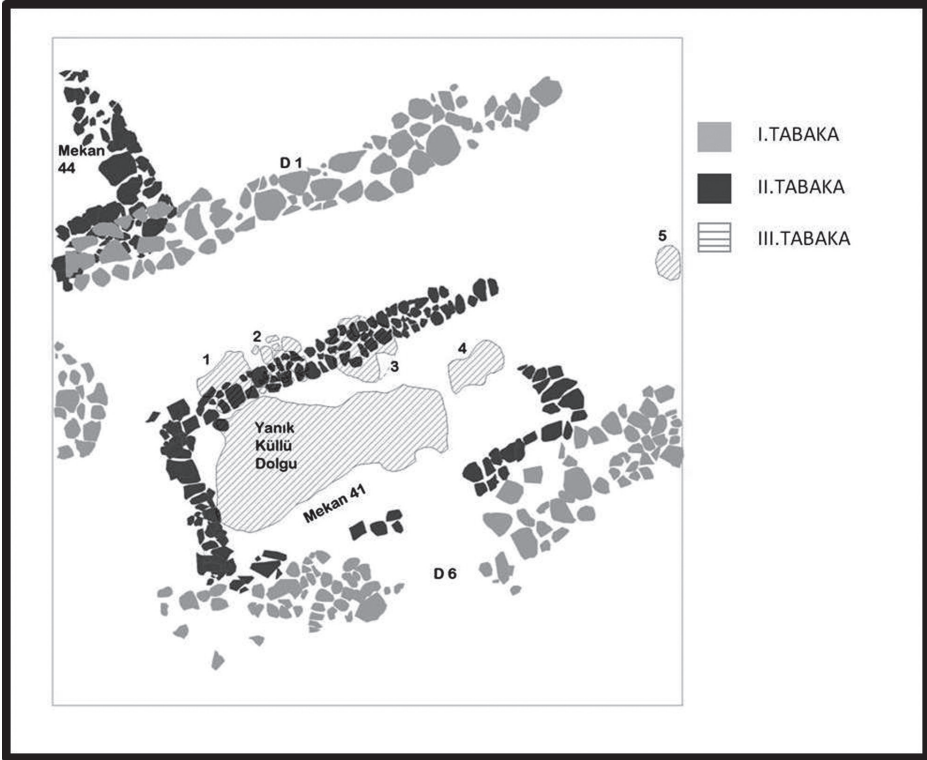 Mekan
44
D 1
I.TABAKA
II.TABAKA
III.TABAKA
5
2
1
3
4
Yanık
Küllü
Dolgu
Mekan 41
D 6